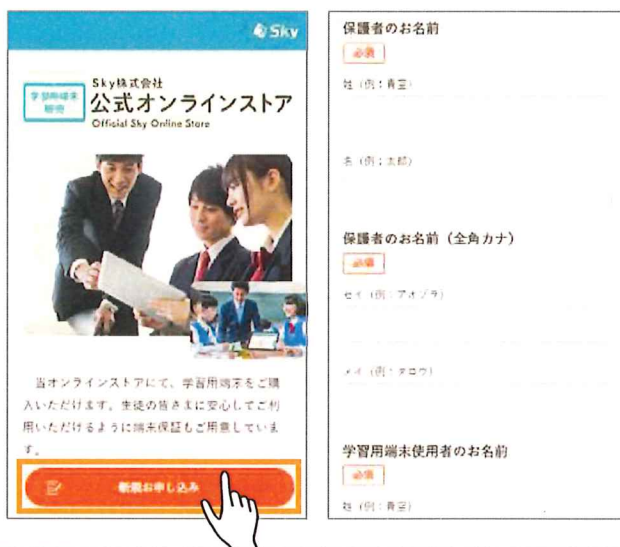 Sky
学習用端末
販売
Sky株式会社
公式オンラインストア
Official Sky Online Store
当オンラインストアにて、学習用端末をご購
入いただけます。生徒の皆さまに安心してご利
用いただけるように端末保証もご用意していま
す。
新規お申し込み
保護者のお名前
必須
姓（例：青空）
名（例：太郎）
保護者のお名前（全角カナ）
必須
セイ（例：アオゾラ）
メイ（例：タロウ）
学習用端末使用者のお名前
必須
姓（例：青空）